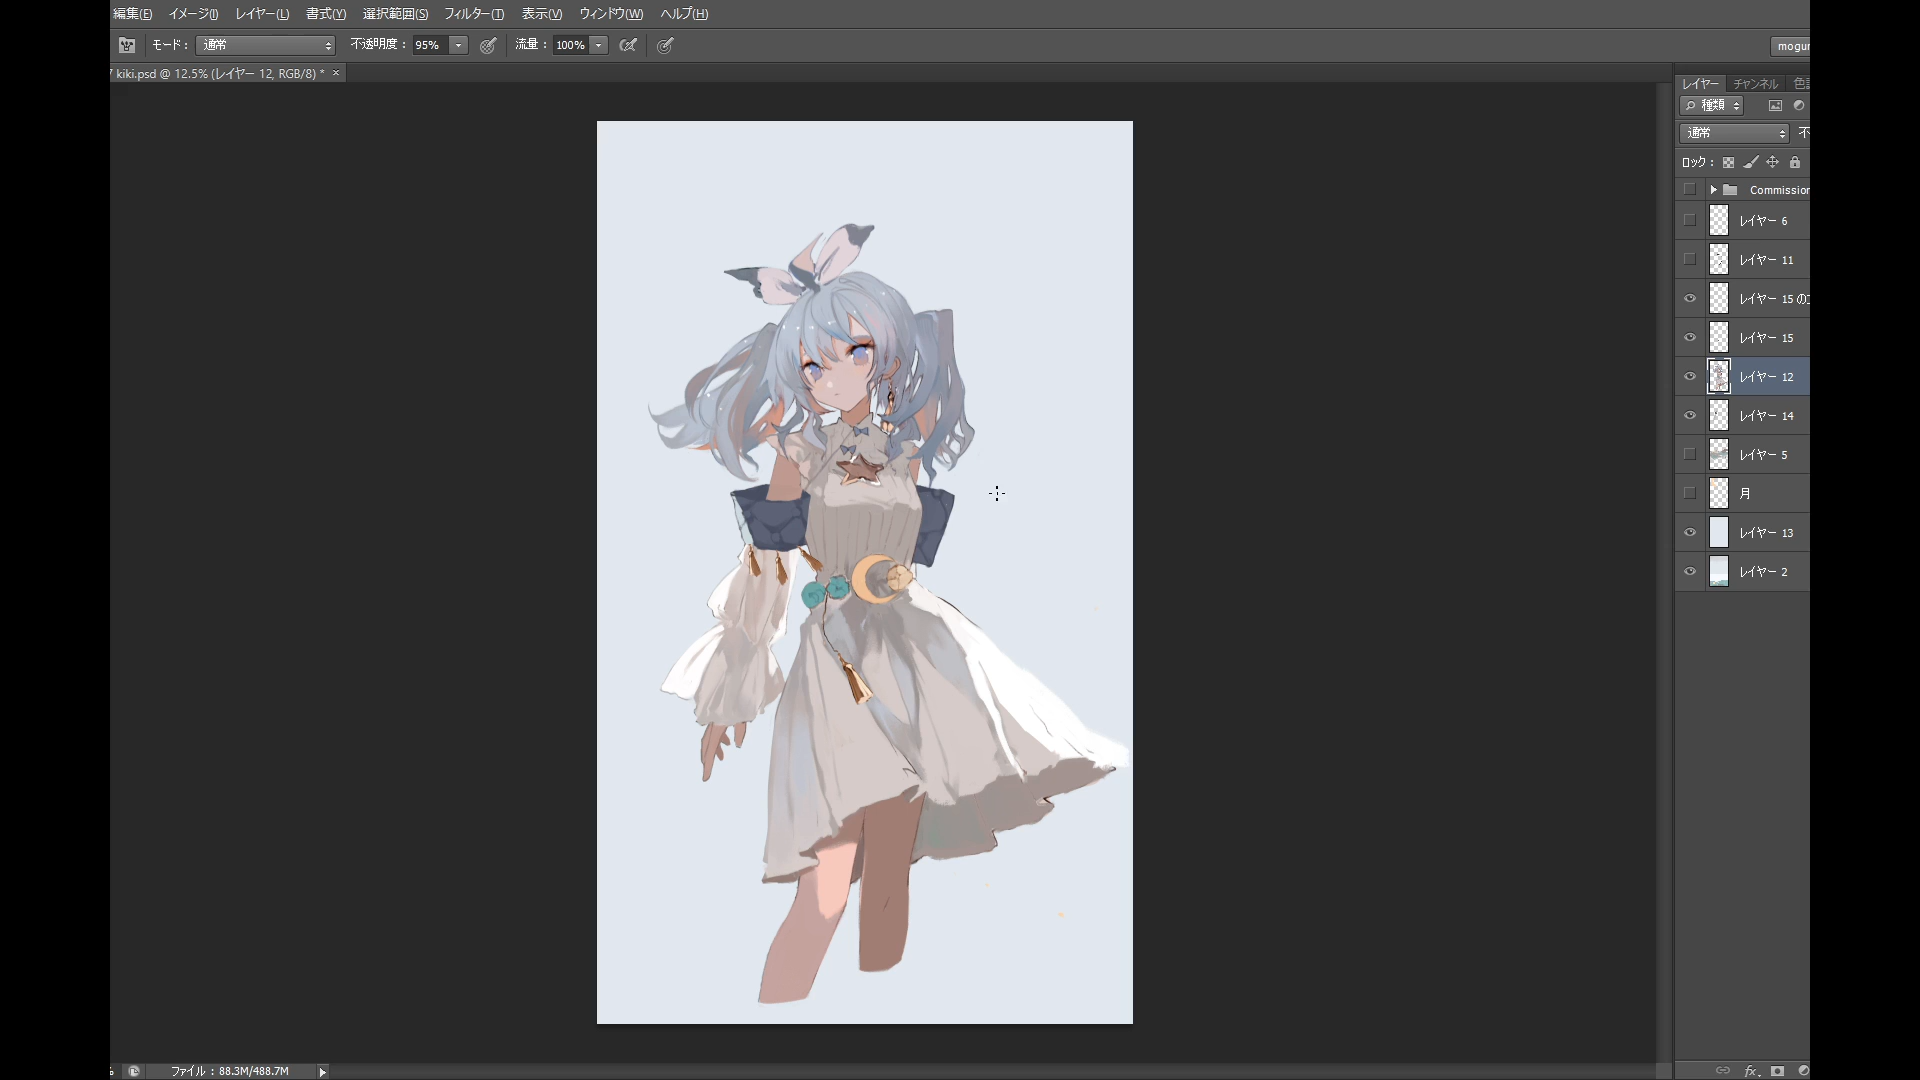 編集(E) イメージ(I) レイヤー(L) 書式(Y) 選択範囲(S) フィルター(T) 表示(V) ウィンドウ(W) ヘルプ(H)
モード： 通常 不透明度： 95% 流量： 100% mogu
kiki.psd @ 12.5% (レイヤー 12, RGB/8) * ×
レイヤー チャンネル 色
種類
通常 不
ロック：
Commission
レイヤー 6
レイヤー 11
レイヤー 15 の
レイヤー 15
レイヤー 12
レイヤー 14
レイヤー 5
月
レイヤー 13
レイヤー 2
ファイル：88.3M/488.7M
fx.